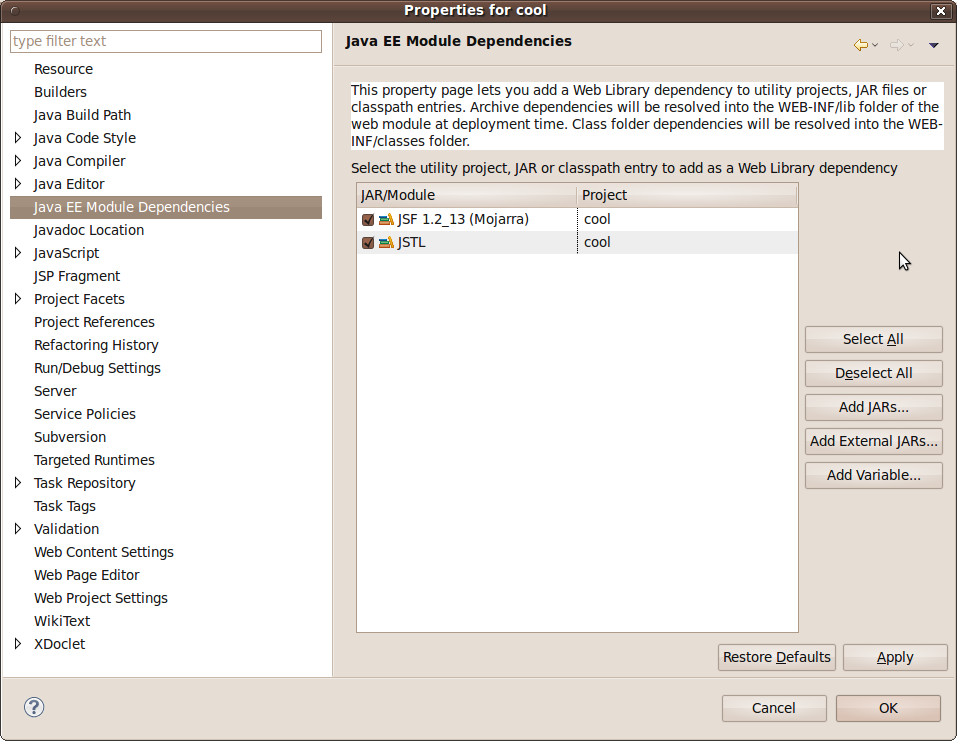 Properties for cool
type filter text
Resource
Builders
Java Build Path
Java Code Style
Java Compiler
Java Editor
Java EE Module Dependencies
Javadoc Location
JavaScript
JSP Fragment
Project Facets
Project References
Refactoring History
Run/Debug Settings
Server
Service Policies
Subversion
Targeted Runtimes
Task Repository
Task Tags
Validation
Web Content Settings
Web Page Editor
Web Project Settings
WikiText
XDoclet
Java EE Module Dependencies
This property page lets you add a Web Library dependency to utility projects, JAR files or
classpath entries. Archive dependencies will be resolved into the WEB-INF/lib folder of the
web module at deployment time. Class folder dependencies will be resolved into the WEB-
INF/classes folder.
Select the utility project, JAR or classpath entry to add as a Web Library dependency
JAR/Module Project
JSF 1.2_13 (Mojarra) cool
JSTL cool
Select All
Deselect All
Add JARs...
Add External JARs...
Add Variable...
Restore Defaults Apply
? Cancel OK